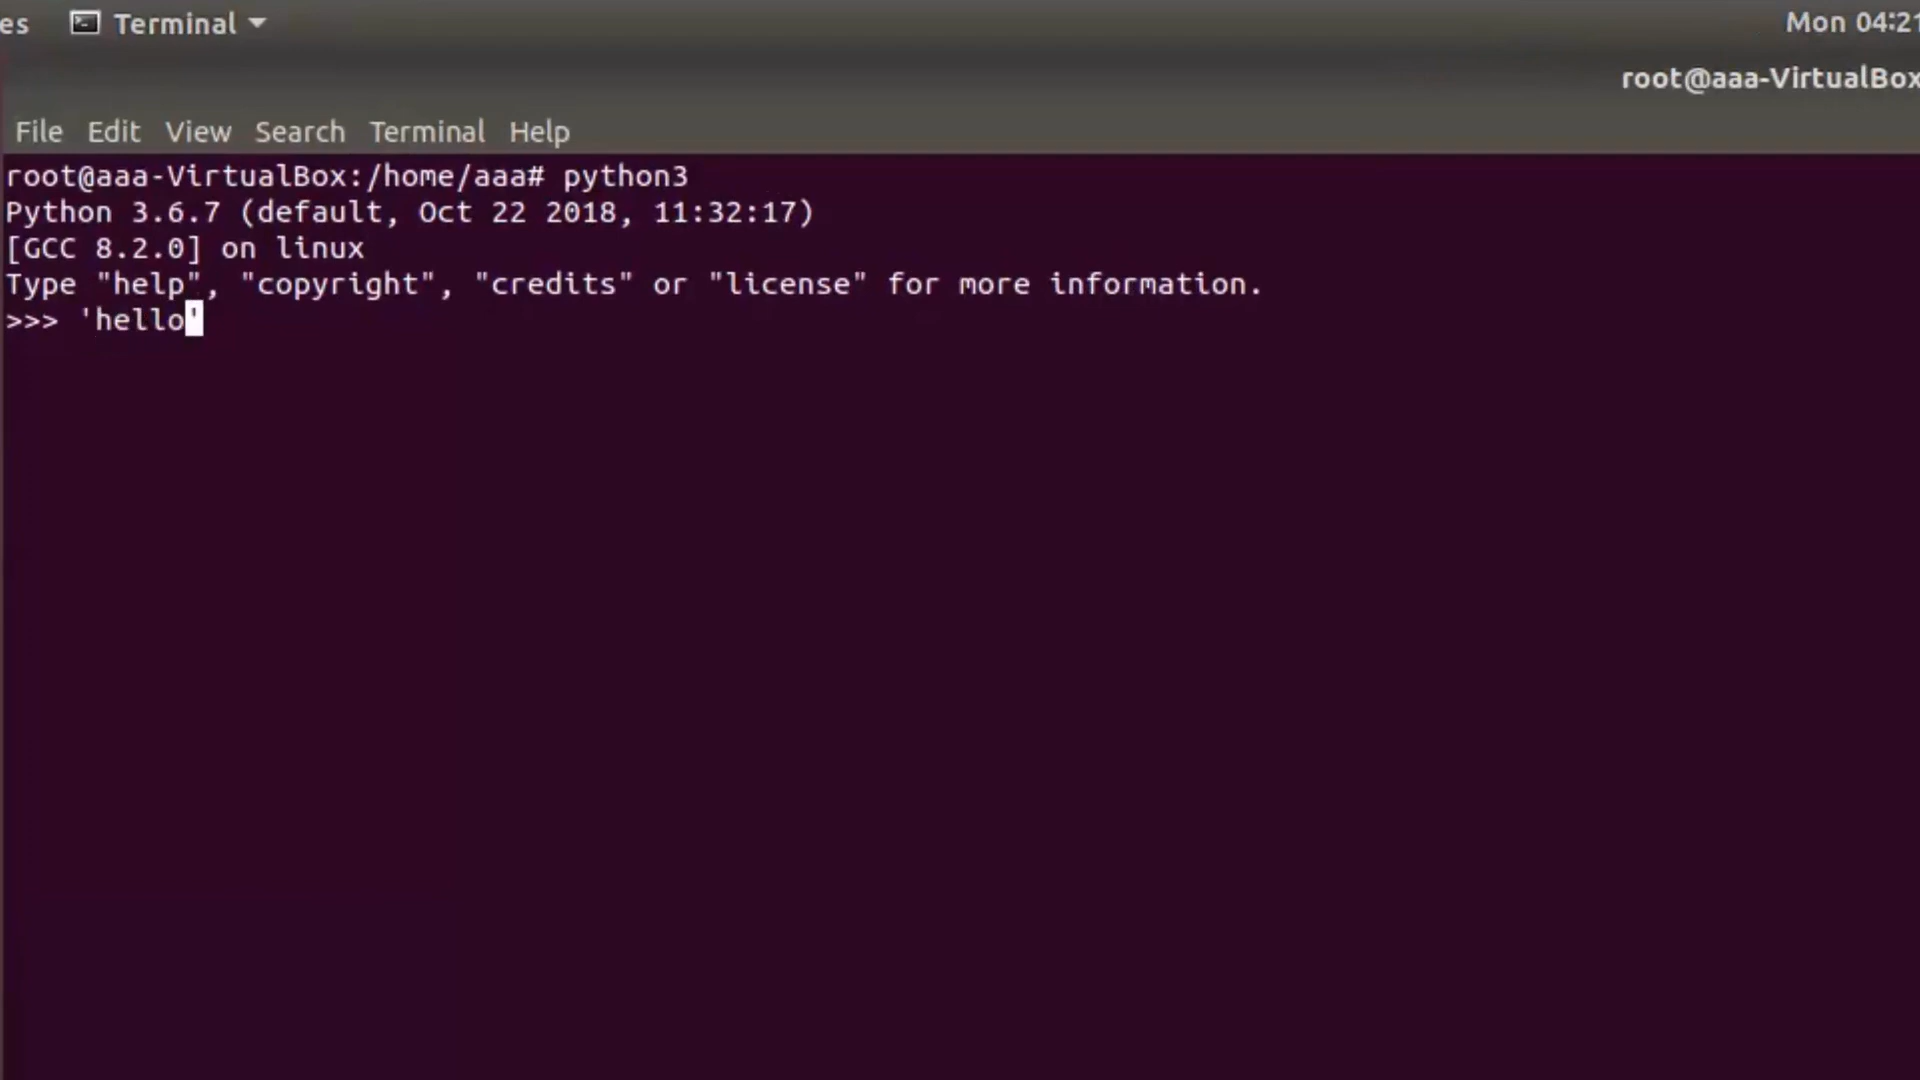 es Terminal Mon 04:21
root@aaa-VirtualBox
File Edit View Search Terminal Help
root@aaa-VirtualBox:/home/aaa# python3
Python 3.6.7 (default, Oct 22 2018, 11:32:17)
[GCC 8.2.0] on linux
Type "help", "copyright", "credits" or "license" for more information.
>>> 'hello'